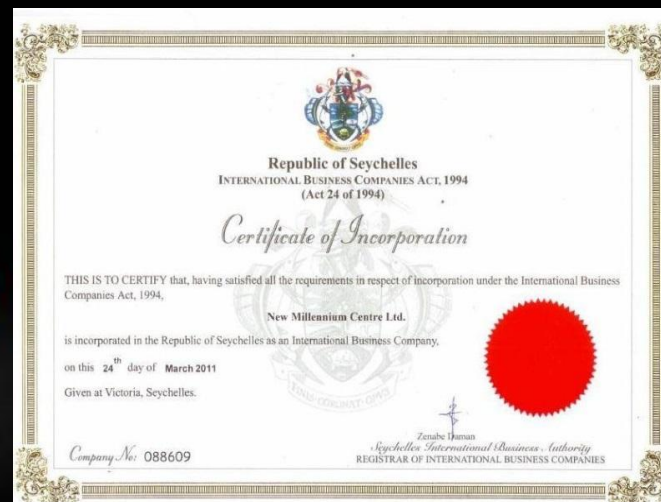 Republic of Seychelles
INTERNATIONAL BUSINESS COMPANIES ACT, 1994
(Act 24 of 1994)
Certificate of Incorporation
THIS IS TO CERTIFY that, having satisfied all the requirements in respect of incorporation under the International Business
Companies Act, 1994,
New Millennium Centre Ltd.
is incorporated in the Republic of Seychelles as an International Business Company,
on this 24th day of March 2011
Given at Victoria, Seychelles.
FINIS CORONAT OPUS
Zenabe Daman
Seychelles International Business Authority
REGISTRAR OF INTERNATIONAL BUSINESS COMPANIES
Company No: 088609